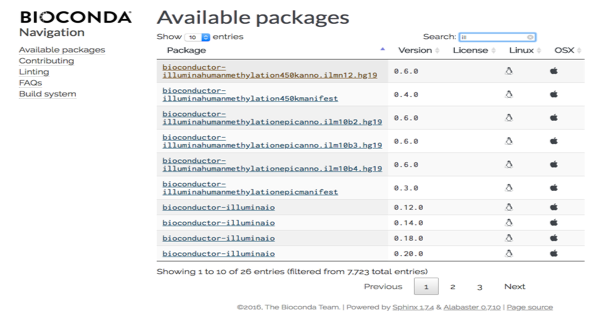 BIOCONDA
Navigation
Available packages
Contributing
Linting
FAQs
Build system
Available packages
Show 10 entries
Search:
Package Version License Linux OSX
bioconductor-
illuminahumanmethylation450kanno.ilmn12.hg19 0.6.0
bioconductor-
illuminahumanmethylation450kmanifest 0.4.0
bioconductor-
illuminahumanmethylationepicanno.ilm10b2.hg19 0.6.0
bioconductor-
illuminahumanmethylationepicanno.ilm10b3.hg19 0.6.0
bioconductor-
illuminahumanmethylationepicanno.ilm10b4.hg19 0.6.0
bioconductor-
illuminahumanmethylationepicmanifest 0.3.0
bioconductor-illuminaio 0.12.0
bioconductor-illuminaio 0.14.0
bioconductor-illuminaio 0.18.0
bioconductor-illuminaio 0.20.0
Showing 1 to 10 of 26 entries (filtered from 7,723 total entries)
Previous 1 2 3 Next
©2016, The Bioconda Team. | Powered by Sphinx 1.7.4 & Alabaster 0.7.10 | Page source